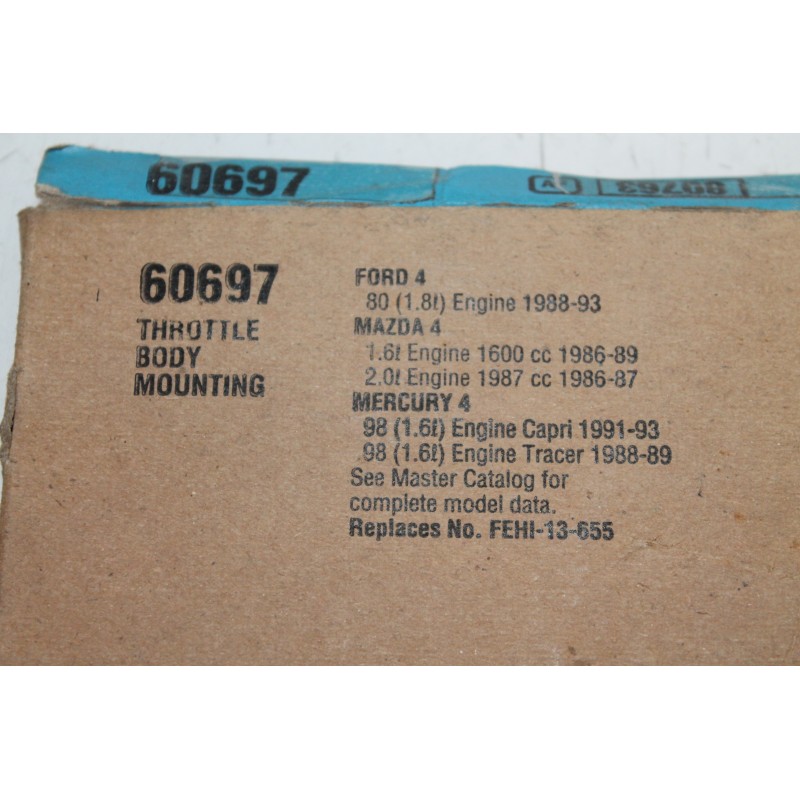 60697
60697
THROTTLE
BODY
MOUNTING
FORD 4
80 (1.8ℓ) Engine 1988-93
MAZDA 4
1.6ℓ Engine 1600 cc 1986-89
2.0ℓ Engine 1987 cc 1986-87
MERCURY 4
98 (1.6ℓ) Engine Capri 1991-93
98 (1.6ℓ) Engine Tracer 1988-89
See Master Catalog for
complete model data.
Replaces No. FEHI-13-655